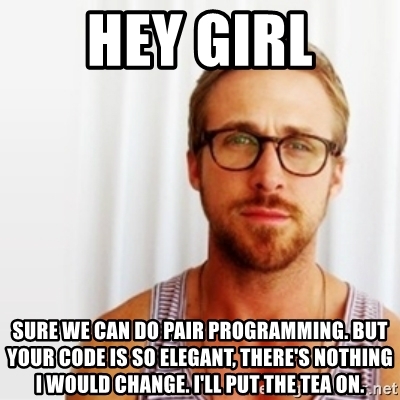 HEY GIRL
SURE WE CAN DO PAIR PROGRAMMING. BUT
YOUR CODE IS SO ELEGANT, THERE'S NOTHING
I WOULD CHANGE. I'LL PUT THE TEA ON.